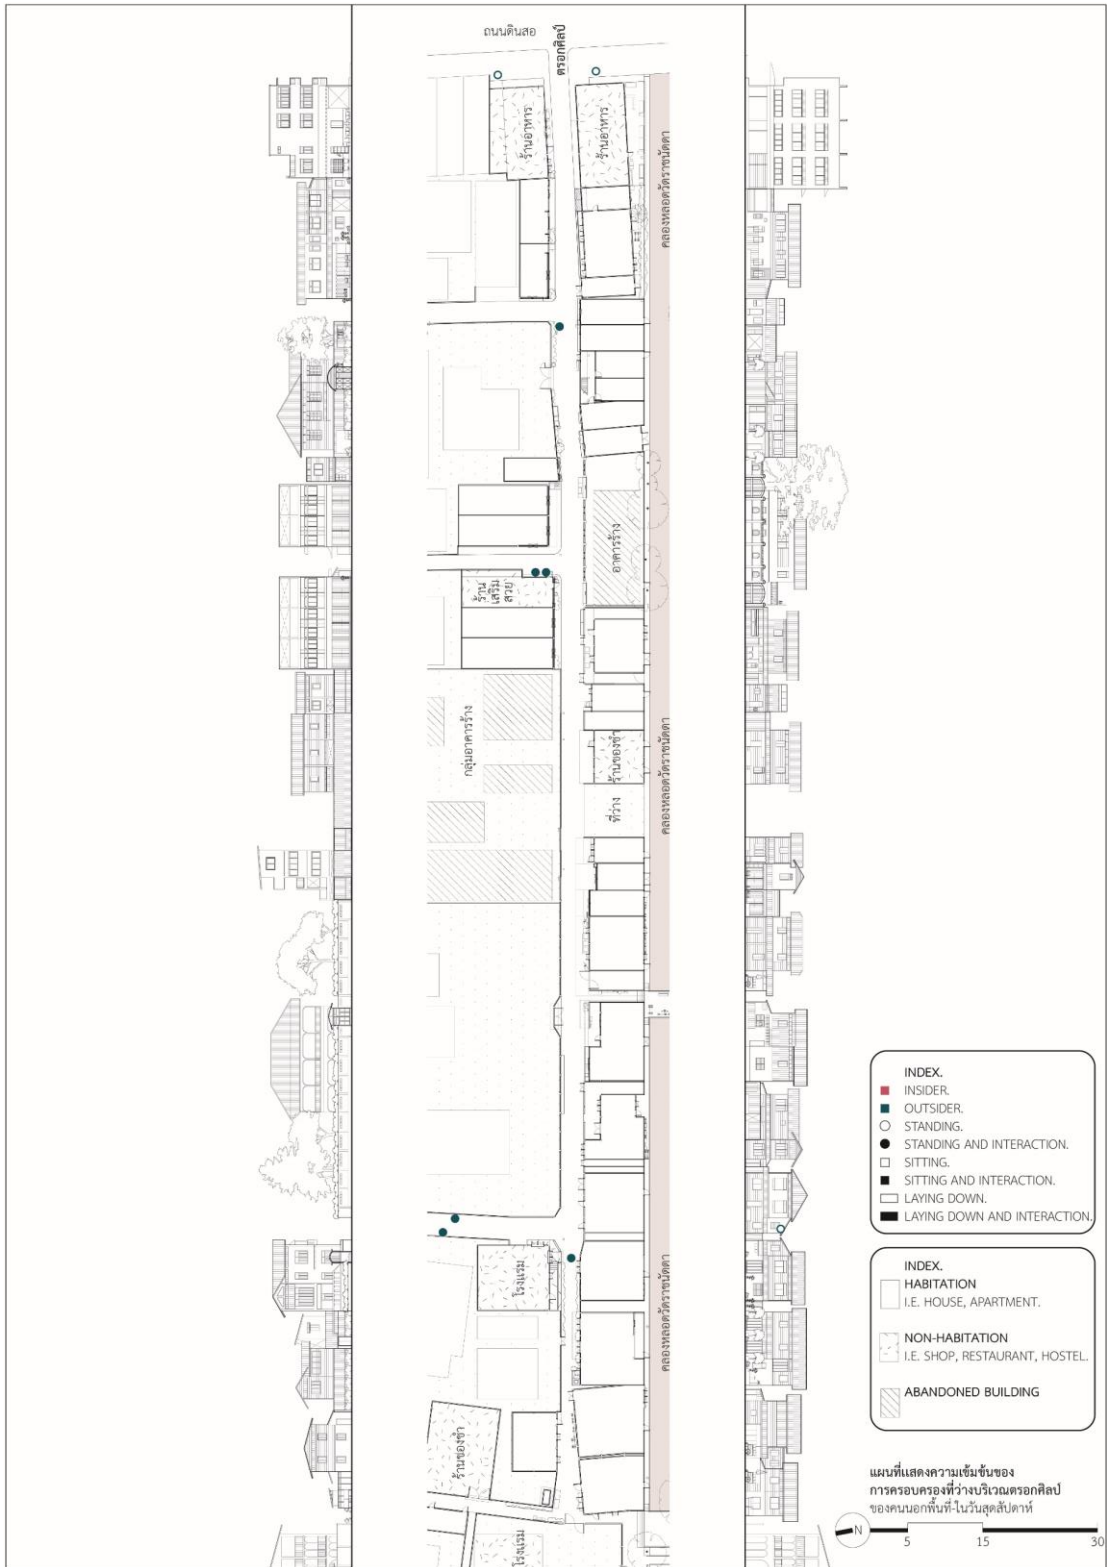 ถนนดินสอ
ตรอกศิลป์
ร้านอาหาร
ร้านอาหาร
คลองหลอดวัดราชนัดดา
อาคารร้าง
ร้าน
เสริม
สวย
กลุ่มอาคารร้าง
ร้านของชำ
ที่ว่าง
คลองหลอดวัดราชนัดดา
โรงแรม
คลองหลอดวัดราชนัดดา
ร้านของชำ
โรงแรม
INDEX.
INSIDER.
OUTSIDER.
STANDING.
STANDING AND INTERACTION.
SITTING.
SITTING AND INTERACTION.
LAYING DOWN.
LAYING DOWN AND INTERACTION.
INDEX.
HABITATION
I.E. HOUSE, APARTMENT.
NON-HABITATION
I.E. SHOP, RESTAURANT, HOSTEL.
ABANDONED BUILDING
แผนที่แสดงความเข้มข้นของ
การครอบครองที่ว่างบริเวณตรอกศิลป์
ของคนนอกพื้นที่-ในวันสุดสัปดาห์
N
5 15 30